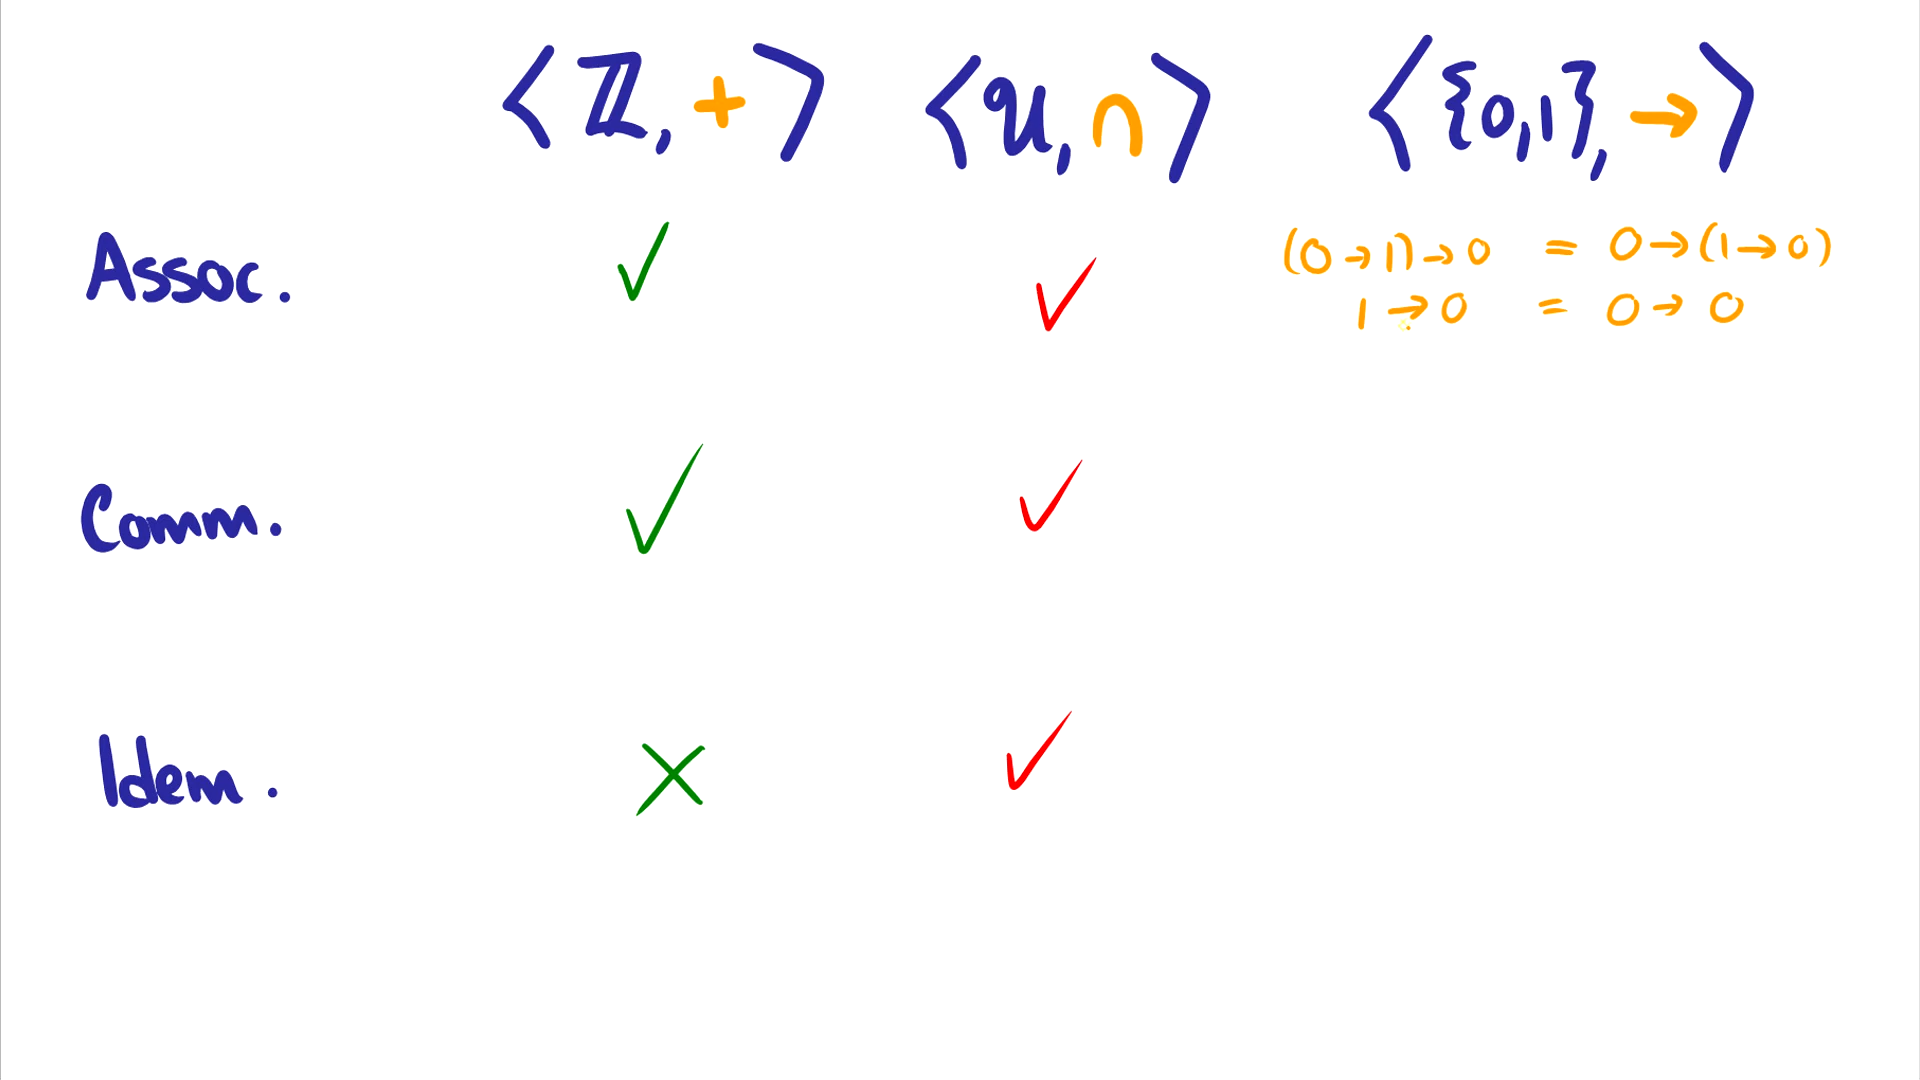 ⟨ℤ, +⟩ ⟨𝒰, ∩⟩ ⟨{0,1}, →⟩
Assoc. ✓ ✓ (0→1)→0 = 0→(1→0)
1→0 = 0→0
Comm. ✓ ✓
Idem. ✗ ✓